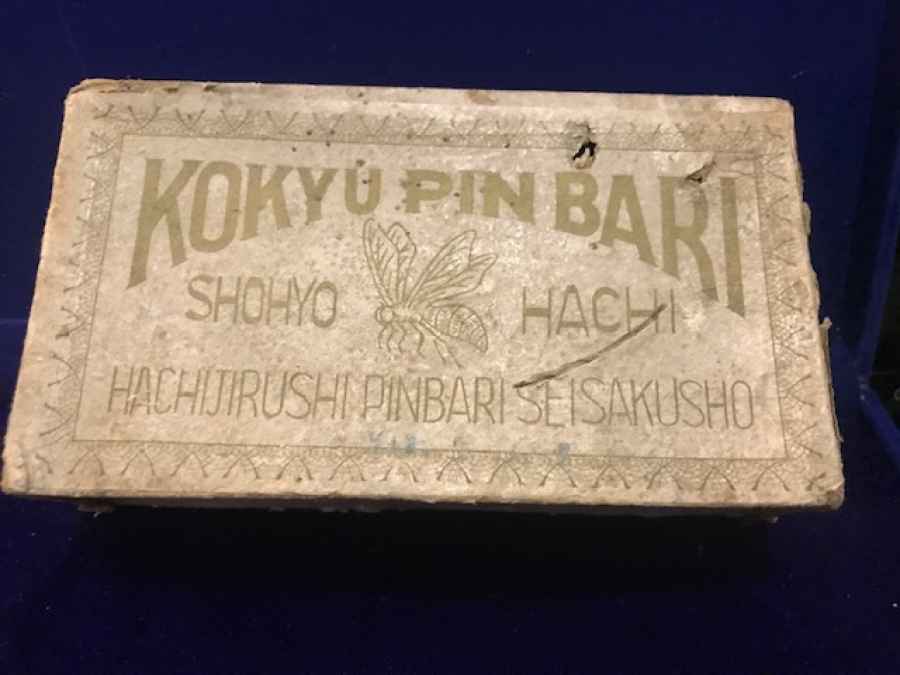 KOKYU PIN BARI
SHOHYO HACHI
HACHIJIRUSHI PINBARI SEISAKUSHO